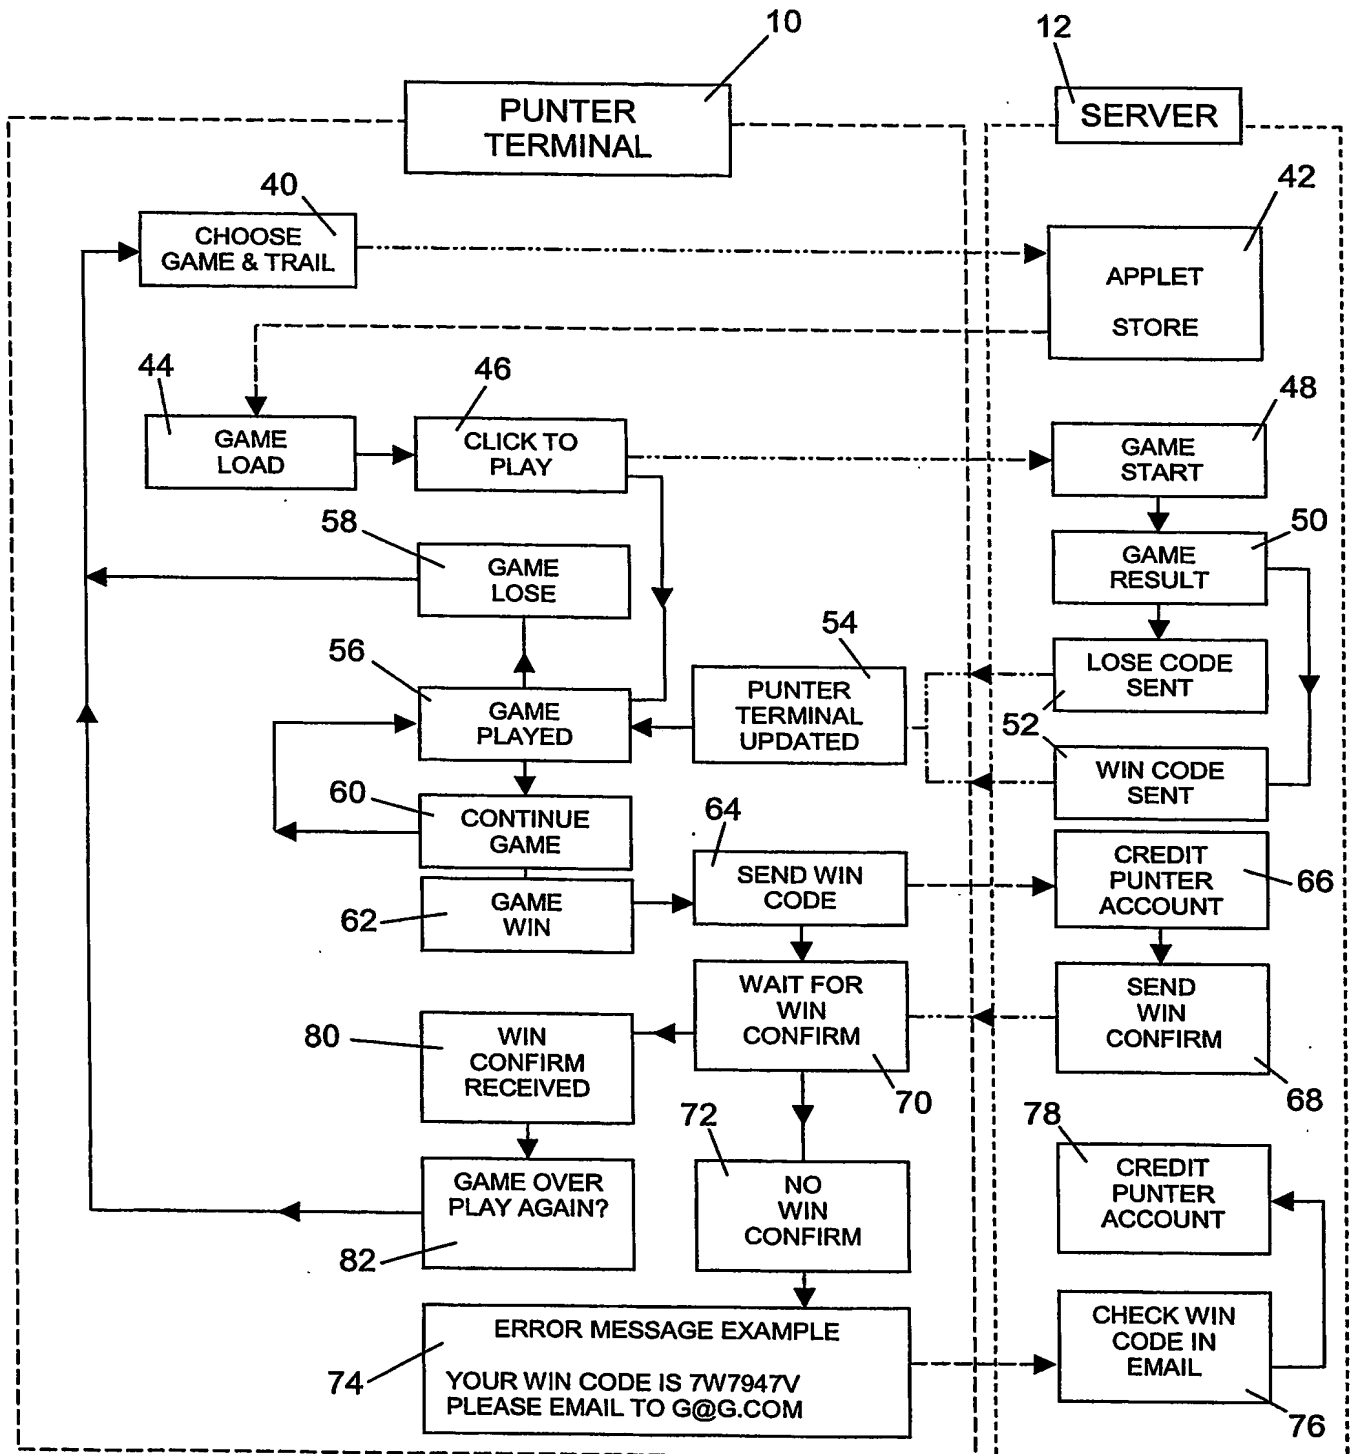 10
12
PUNTER
TERMINAL
SERVER
40
42
CHOOSE
GAME & TRAIL
APPLET
STORE
44
46
48
GAME
LOAD
CLICK TO
PLAY
GAME
START
58
50
GAME
LOSE
GAME
RESULT
56
54
LOSE CODE
SENT
GAME
PLAYED
PUNTER
TERMINAL
UPDATED
52
WIN CODE
SENT
60
CONTINUE
GAME
64
SEND WIN
CODE
CREDIT
PUNTER
ACCOUNT
66
62
GAME
WIN
WAIT FOR
WIN
CONFIRM
SEND
WIN
CONFIRM
80
WIN
CONFIRM
RECEIVED
70
68
72
78
GAME OVER
PLAY AGAIN?
82
NO
WIN
CONFIRM
CREDIT
PUNTER
ACCOUNT
ERROR MESSAGE EXAMPLE
74
YOUR WIN CODE IS 7W7947V
PLEASE EMAIL TO G@G.COM
CHECK WIN
CODE IN
EMAIL
76